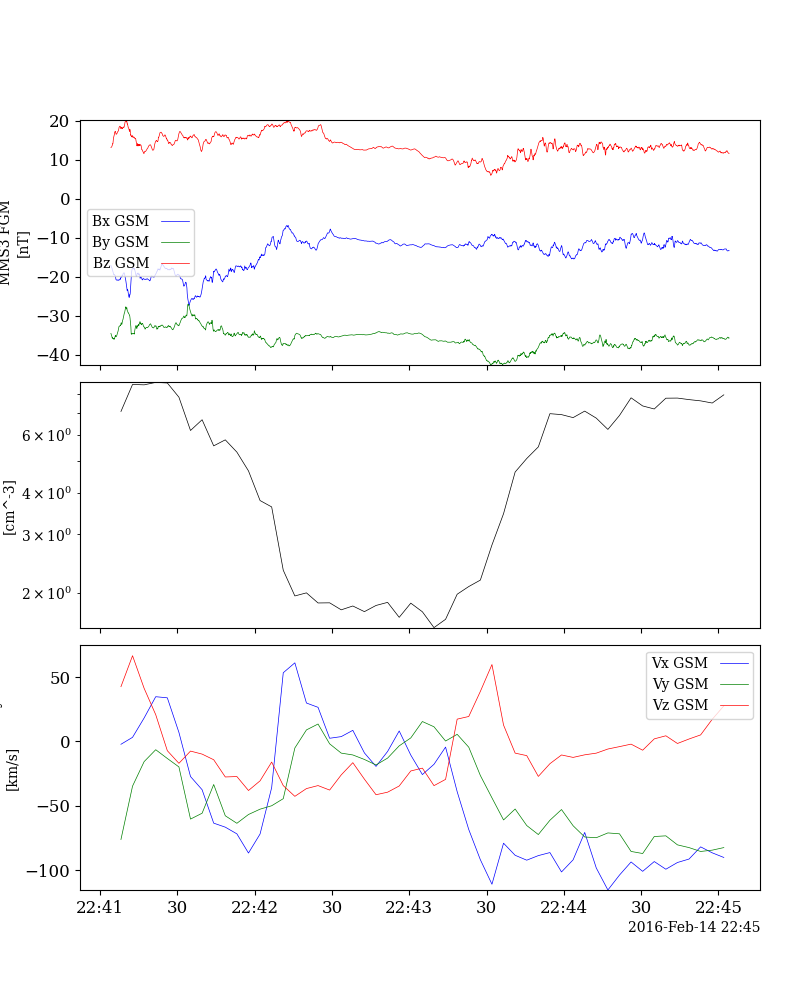 20
10
0
−10
−20
−30
−40
MMS3 FGM
[nT]
Bx GSM
By GSM
Bz GSM
6 × 10⁰
4 × 10⁰
3 × 10⁰
2 × 10⁰
[cm^-3]
50
0
−50
−100
[km/s]
Vx GSM
Vy GSM
Vz GSM
22:41 30 22:42 30 22:43 30 22:44 30 22:45
2016-Feb-14 22:45